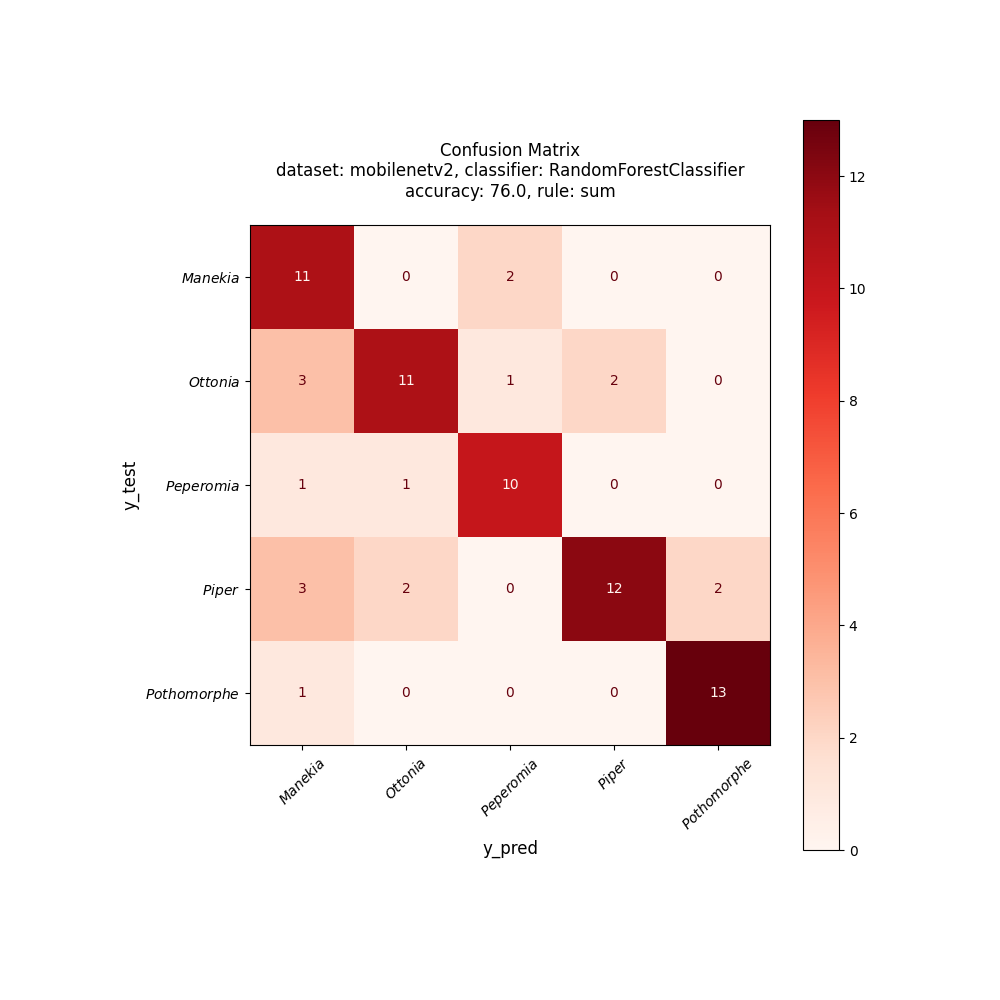 Confusion Matrix
dataset: mobilenetv2, classifier: RandomForestClassifier
accuracy: 76.0, rule: sum
y_test
Manekia 11 0 2 0 0
Ottonia 3 11 1 2 0
Peperomia 1 1 10 0 0
Piper 3 2 0 12 2
Pothomorphe 1 0 0 0 13
Manekia Ottonia Peperomia Piper Pothomorphe
y_pred
12
10
8
6
4
2
0